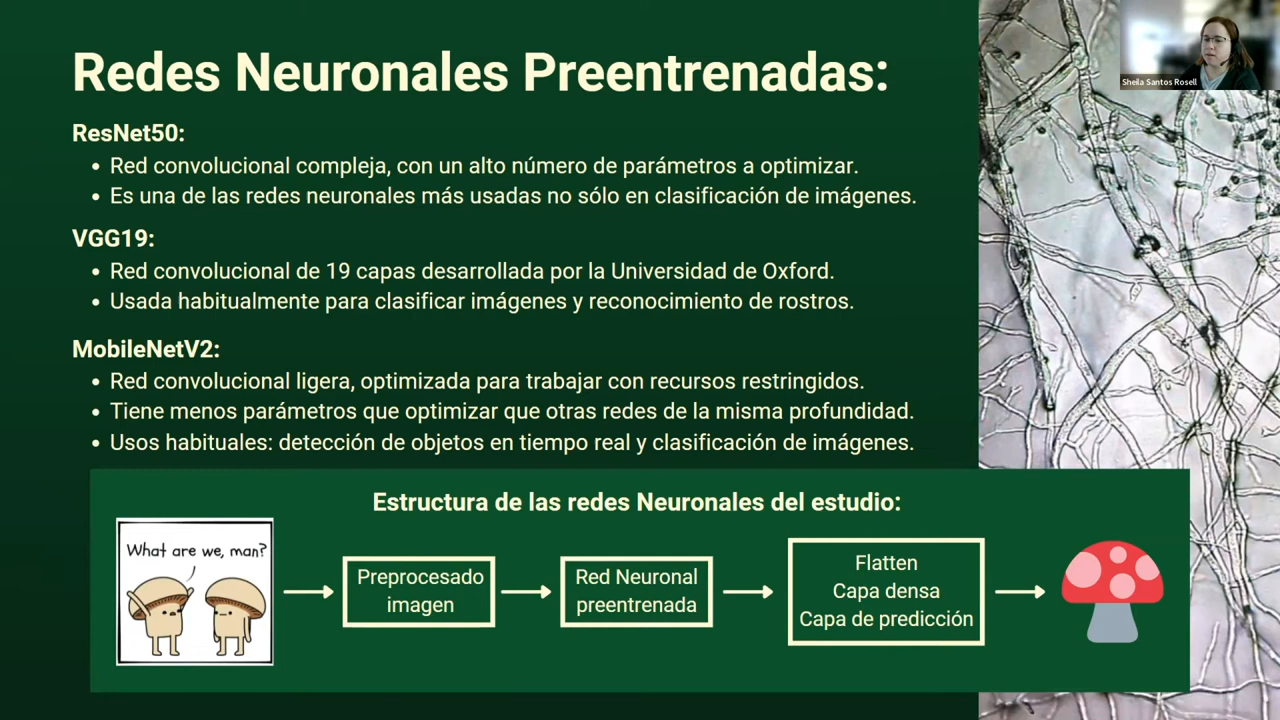 Redes Neuronales Preentrenadas:
Sheila Santos Rosell
ResNet50:
• Red convolucional compleja, con un alto número de parámetros a optimizar.
• Es una de las redes neuronales más usadas no sólo en clasificación de imágenes.
VGG19:
• Red convolucional de 19 capas desarrollada por la Universidad de Oxford.
• Usada habitualmente para clasificar imágenes y reconocimiento de rostros.
MobileNetV2:
• Red convolucional ligera, optimizada para trabajar con recursos restringidos.
• Tiene menos parámetros que optimizar que otras redes de la misma profundidad.
• Usos habituales: detección de objetos en tiempo real y clasificación de imágenes.
Estructura de las redes Neuronales del estudio:
What are we, man?
Preprocesado
imagen
Red Neuronal
preentrenada
Flatten
Capa densa
Capa de predicción